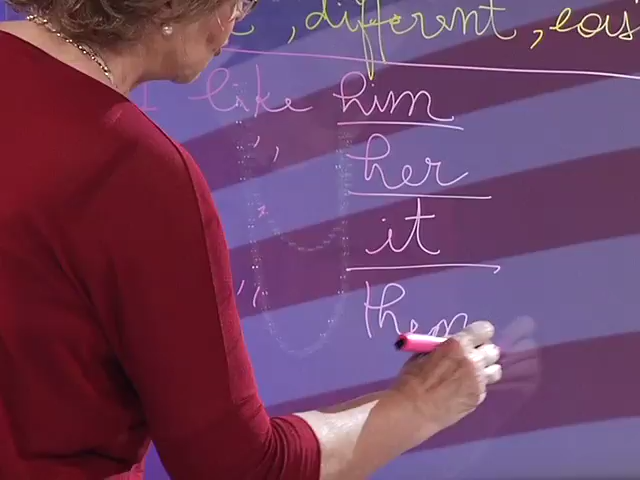 , different, eas
I like him
" her
it
" them